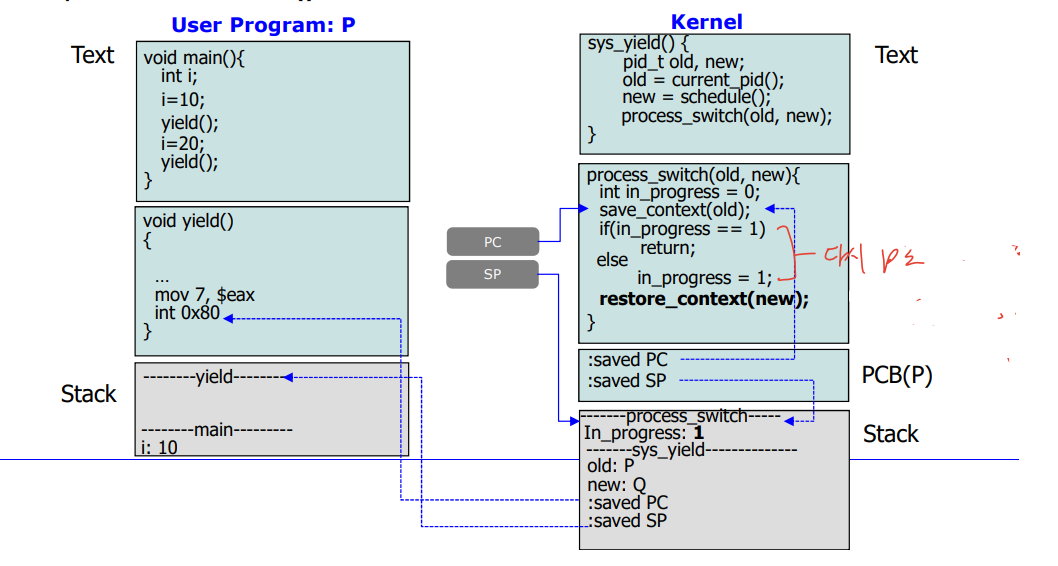 User Program: P
Text
void main(){
int i;
i=10;
yield();
i=20;
yield();
}
void yield()
{
...
mov 7, $eax
int 0x80
}
Stack
--------yield--------
--------main---------
i: 10
PC
SP
Kernel
Text
sys_yield() {
pid_t old, new;
old = current_pid();
new = schedule();
process_switch(old, new);
}
process_switch(old, new){
int in_progress = 0;
save_context(old);
if(in_progress == 1)
return;
else
in_progress = 1;
restore_context(new);
}
다시 P로
:saved PC
:saved SP
PCB(P)
Stack
-------process_switch-----
In_progress: 1
-------sys_yield--------------
old: P
new: Q
:saved PC
:saved SP